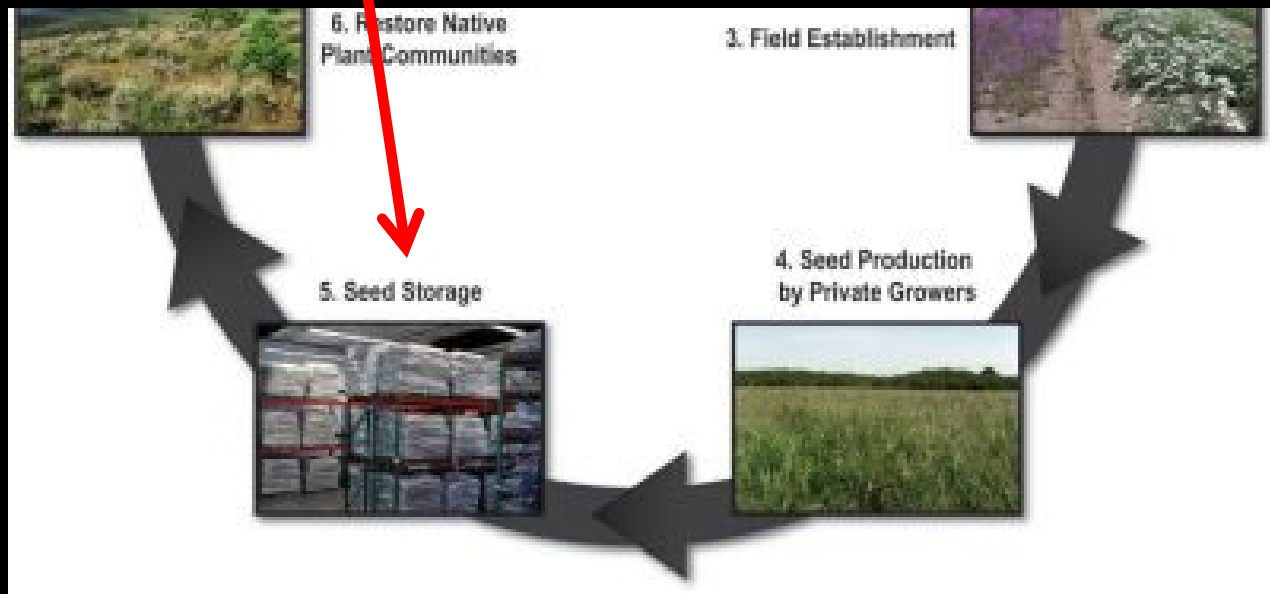 6. Restore Native
Plant Communities
3. Field Establishment
4. Seed Production
by Private Growers
5. Seed Storage